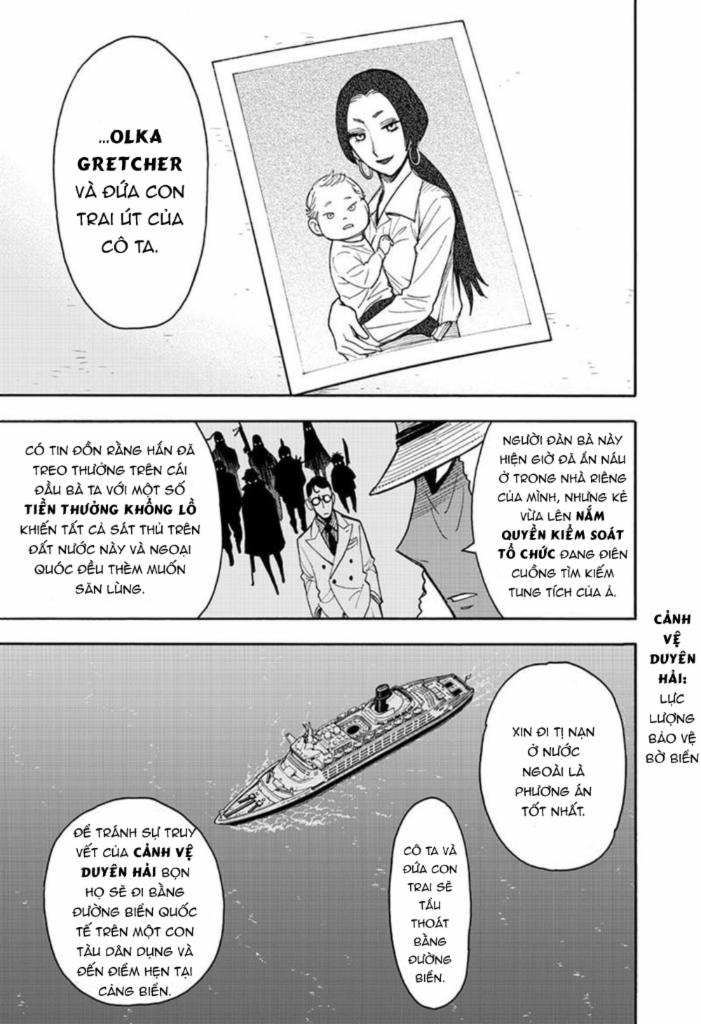 ...OLKA
GRETCHER
VÀ ĐỨA CON
TRAI ÚT CỦA
CÔ TA.
NGƯỜI ĐÀN BÀ NÀY
HIỆN GIỜ ĐÃ ẨN NÁU
Ở TRONG NHÀ RIÊNG
CỦA MÌNH, NHƯNG KẺ
VỪA LÊN NẮM
QUYỀN KIỂM SOÁT
TỔ CHỨC ĐANG ĐIÊN
CUỒNG TÌM KIẾM
TUNG TÍCH CỦA Ả.
CÓ TIN ĐỒN RẰNG HẮN ĐÃ
TREO THƯỞNG TRÊN CÁI
ĐẦU BÀ TA VỚI MỘT SỐ
TIỀN THƯỞNG KHỔNG LỒ
KHIẾN TẤT CẢ SÁT THỦ TRÊN
ĐẤT NƯỚC NÀY VÀ NGOẠI
QUÓC ĐỀU THÈM MUỐN
SĂN LÙNG.
XIN ĐI TỊ NẠN
Ở NƯỚC
NGOÀI LÀ
PHƯƠNG ÁN
TỐT NHẤT.
CÔ TA VÀ
ĐỨA CON
TRAI SẼ
TẨU
THOÁT
BẰNG
ĐƯỜNG
BIỂN.
ĐỂ TRÁNH SỰ TRUY
VẾT CỦA CẢNH VỆ
DUYÊN HẢI BỌN
HỌ SẼ ĐI BẰNG
ĐƯỜNG BIỂN QUỐC
TẾ TRÊN MỘT CON
TÀU DÂN DỤNG VÀ
ĐẾN ĐIỂM HẸN TẠI
CẢNG BIỂN.
CẢNH
VỆ
DUYÊN
HẢI:
LỰC
LƯỢNG
BẢO VỆ
BỜ BIỂN